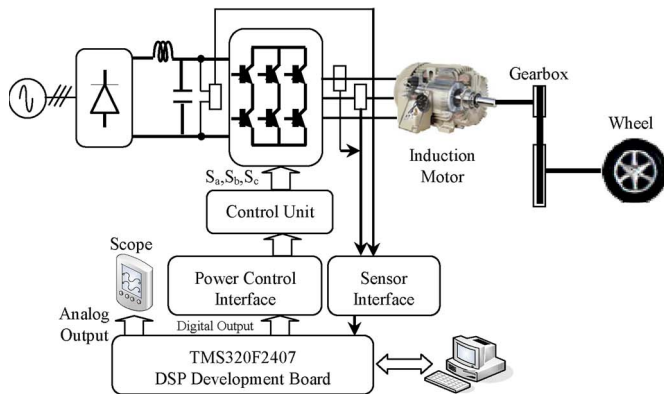 Gearbox
Wheel
Induction
Motor
Sa,Sb,Sc
Control Unit
Scope
Power Control
Interface
Sensor
Interface
Analog
Output
Digital Output
TMS320F2407
DSP Development Board